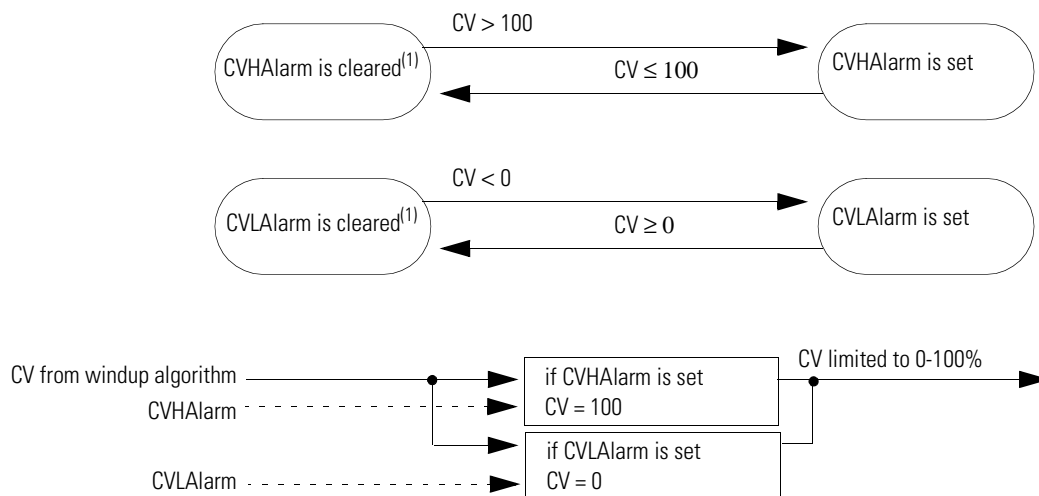 CV > 100
CVHAlarm is cleared(1)
CV ≤ 100
CVHAlarm is set
CV < 0
CVLAlarm is cleared(1)
CV ≥ 0
CVLAlarm is set
CV from windup algorithm
if CVHAlarm is set
CV limited to 0-100%
CVHAlarm
CV = 100
if CVLAlarm is set
CVLAlarm
CV = 0